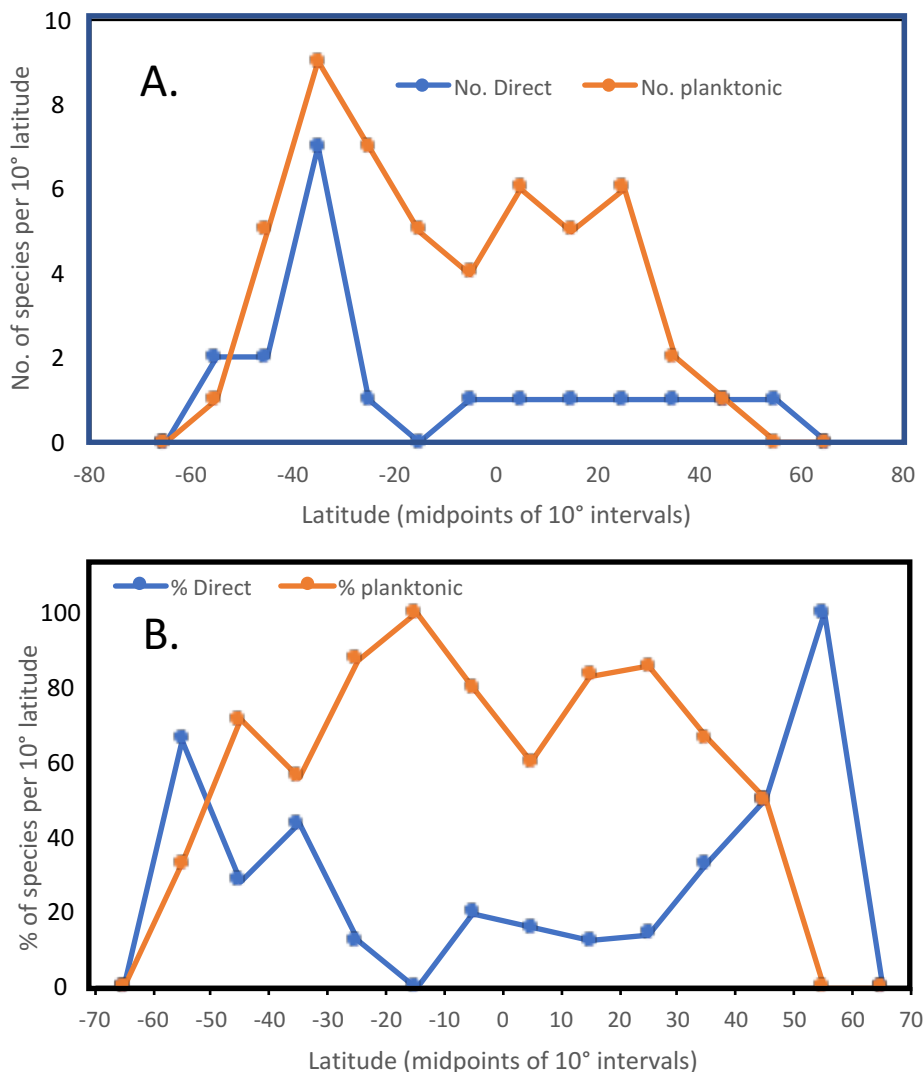 A.
No. Direct No. planktonic
10
8
6
4
2
0
No. of species per 10° latitude
-80 -60 -40 -20 0 20 40 60 80
Latitude (midpoints of 10° intervals)
% Direct % planktonic
B.
100
80
60
40
20
0
% of species per 10° latitude
-70 -60 -50 -40 -30 -20 -10 0 10 20 30 40 50 60 70
Latitude (midpoints of 10° intervals)